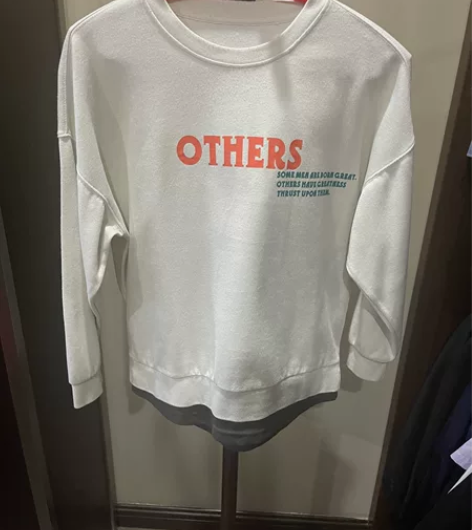 OTHERS
SOME MEN ARE BORN GREAT.
OTHERS HAVE GREATNESS
THRUST UPON THEM.